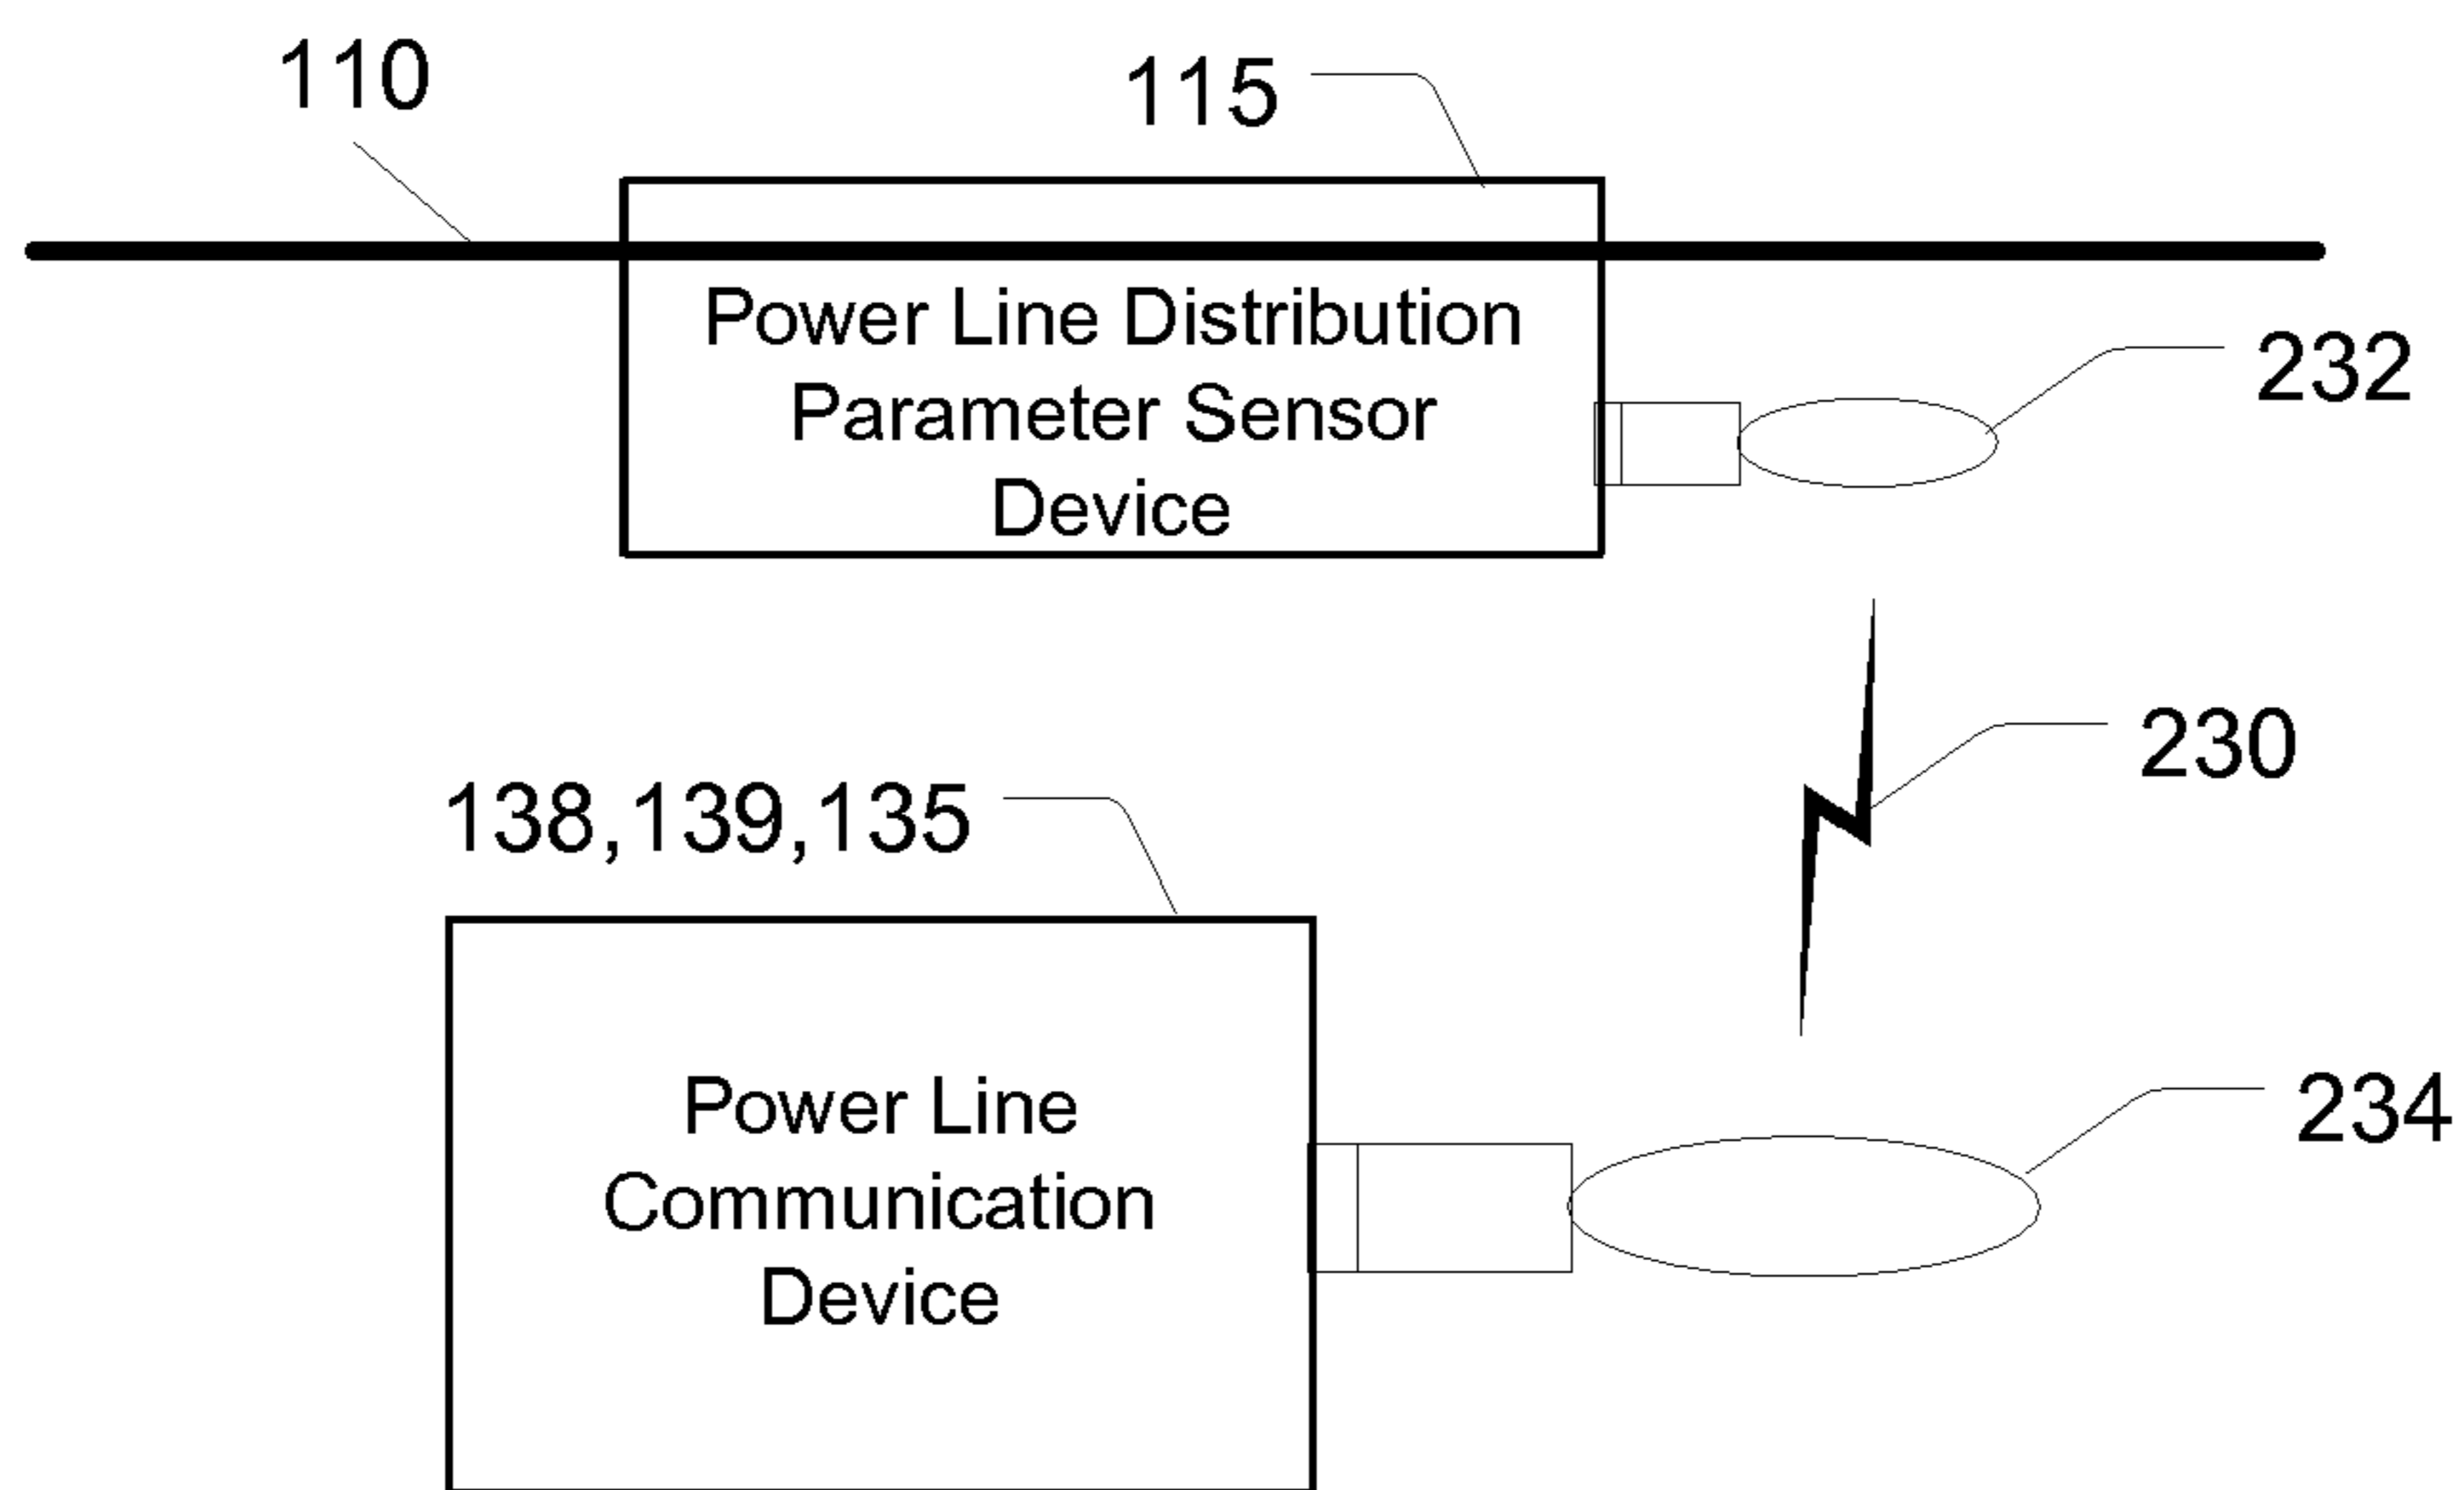 110
115
Power Line Distribution
Parameter Sensor
Device
232
230
138,139,135
Power Line
Communication
Device
234